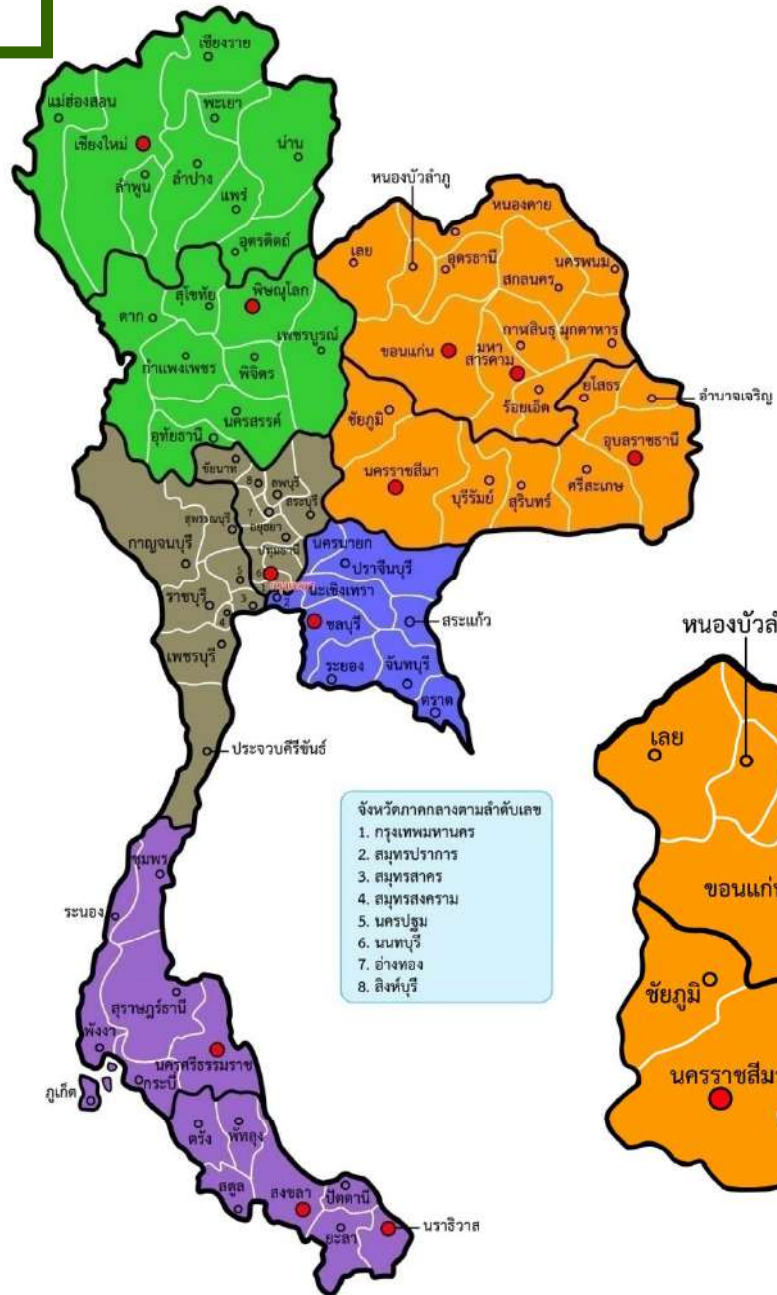 เชียงราย
แม่ฮ่องสอน
พะเยา
เชียงใหม่
น่าน
ลำพูน
ลำปาง
แพร่
อุตรดิตถ์
หนองบัวลำภู
หนองคาย
เลย
อุดรธานี
นครพนม
สกลนคร
สุโขทัย
พิษณุโลก
ตาก
เพชรบูรณ์
กำแพงเพชร
พิจิตร
ขอนแก่น
มหา
สารคาม
กาฬสินธุ์
มุกดาหาร
ร้อยเอ็ด
ยโสธร
อำนาจเจริญ
นครสวรรค์
อุทัยธานี
ชัยภูมิ
นครราชสีมา
บุรีรัมย์
สุรินทร์
ศรีสะเกษ
อุบลราชธานี
ชัยนาท
8
ลพบุรี
สระบุรี
7
อยุธยา
สุพรรณบุรี
กาญจนบุรี
ปทุมธานี
นครนายก
ปราจีนบุรี
6
5
2
3
4
ราชบุรี
ฉะเชิงเทรา
ชลบุรี
สระแก้ว
เพชรบุรี
ระยอง
จันทบุรี
ตราด
ประจวบคีรีขันธ์
หนองบัวลำ
เลย
ขอนแก่น
ชัยภูมิ
นครราชสีมา
จังหวัดภาคกลางตามลำดับเลข
1. กรุงเทพมหานคร
2. สมุทรปราการ
3. สมุทรสาคร
4. สมุทรสงคราม
5. นครปฐม
6. นนทบุรี
7. อ่างทอง
8. สิงห์บุรี
ชุมพร
ระนอง
สุราษฎร์ธานี
พังงา
นครศรีธรรมราช
กระบี่
ภูเก็ต
ตรัง
พัทลุง
สตูล
สงขลา
ปัตตานี
ยะลา
นราธิวาส